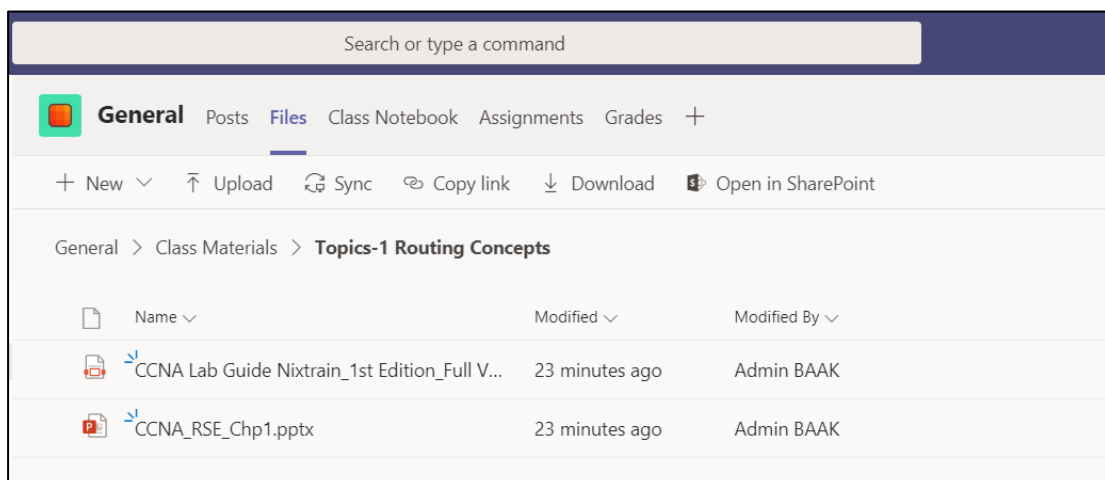 Search or type a command
General Posts Files Class Notebook Assignments Grades
New Upload Sync Copy link Download Open in SharePoint
General > Class Materials > Topics-1 Routing Concepts
Name Modified Modified By
CCNA Lab Guide Nixtrain_1st Edition_Full V... 23 minutes ago Admin BAAK
CCNA_RSE_Chp1.pptx 23 minutes ago Admin BAAK